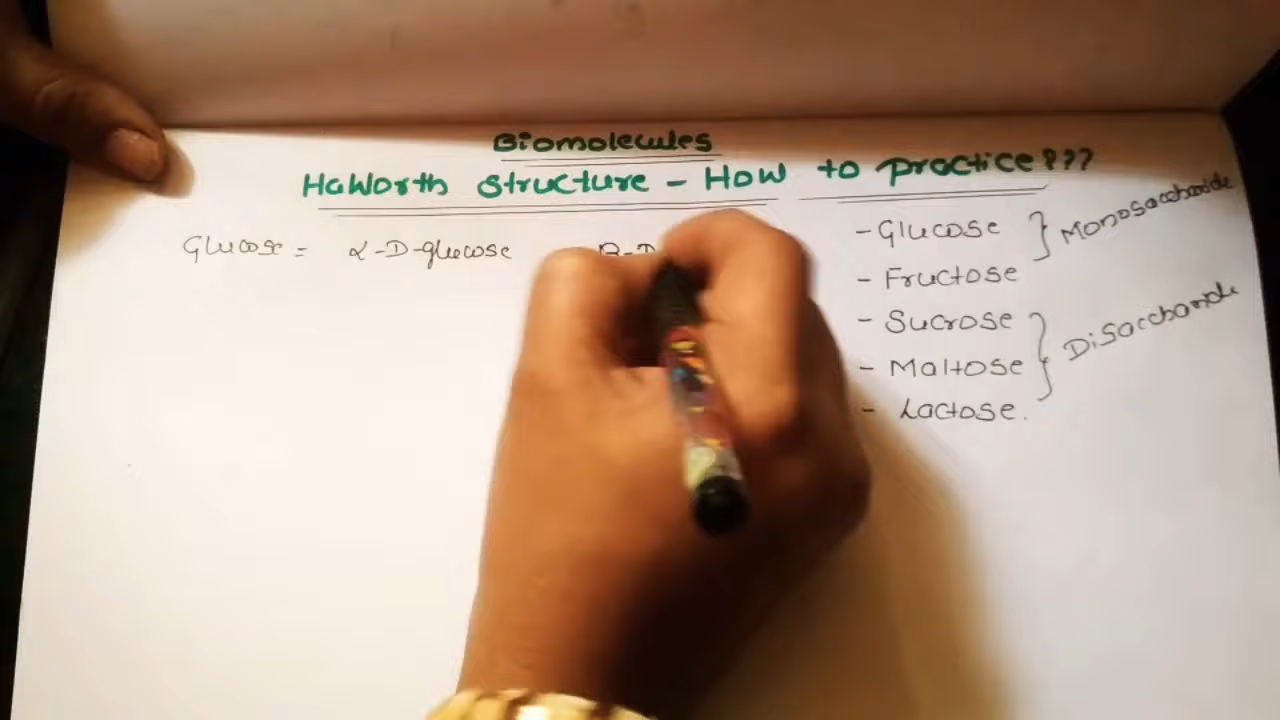 Biomolecules
Haworth Structure - How to practice???
Glucose = α-D-glucose β-D
- Glucose
- Fructose
} Monosaccharide
- Sucrose
- Maltose
- Lactose.
} Disaccharide